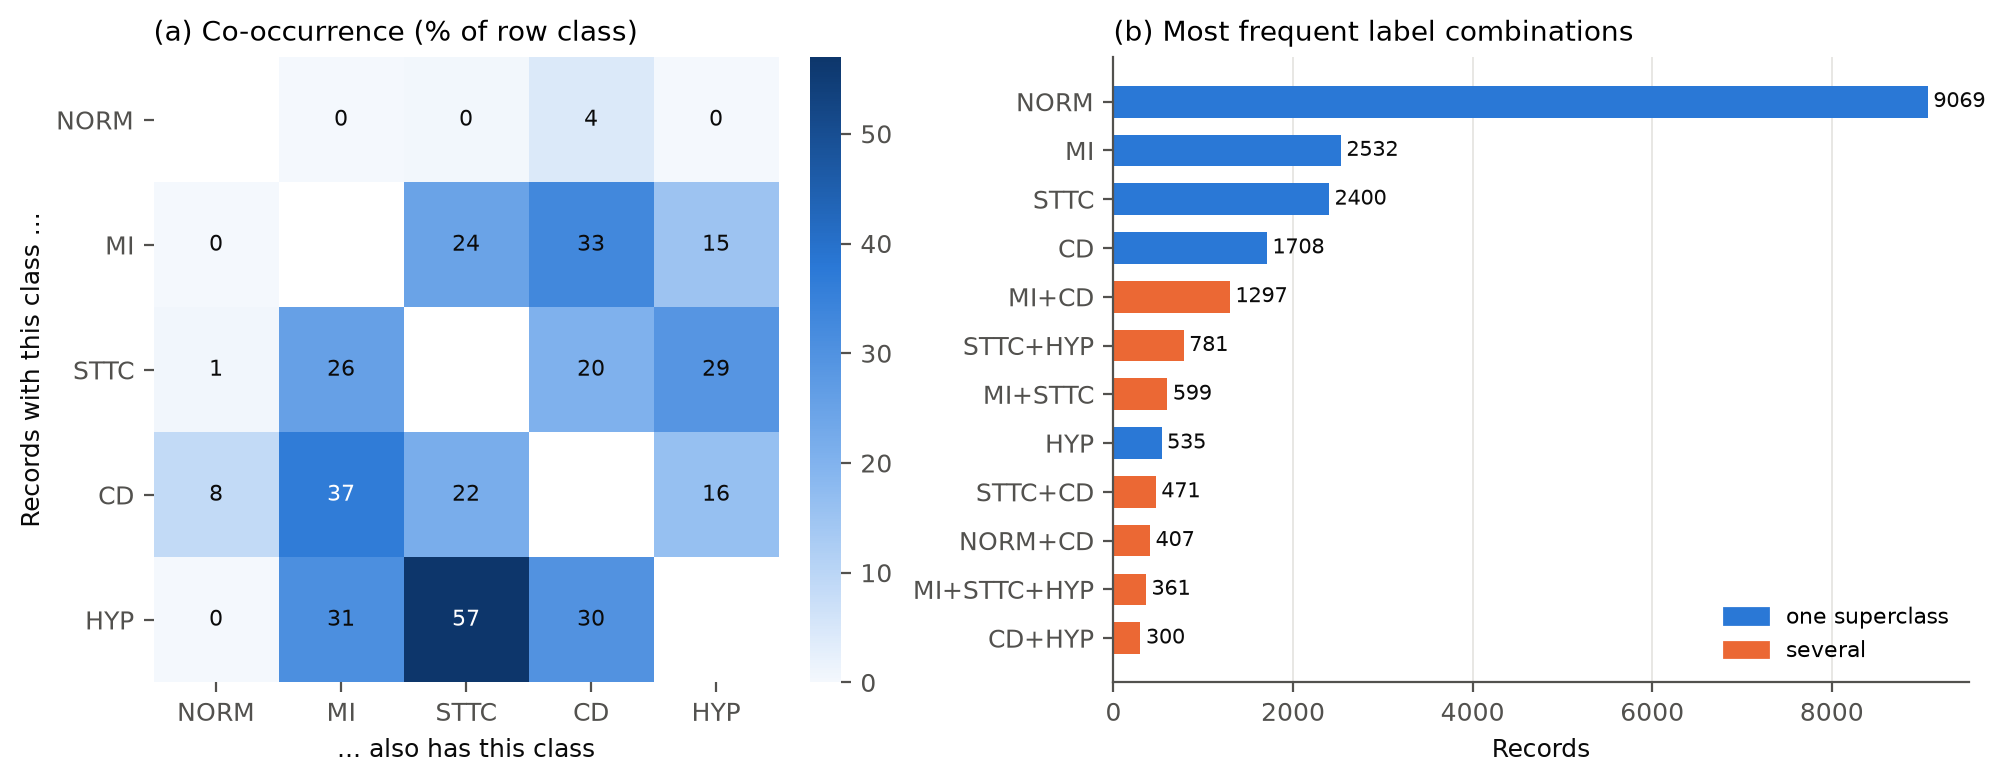 (a) Co-occurrence (% of row class)
Records with this class ...
NORM
0 0 4 0
MI
0 24 33 15
STTC
1 26 20 29
CD
8 37 22 16
HYP
0 31 57 30
NORM MI STTC CD HYP
... also has this class
50
40
30
20
10
0
(b) Most frequent label combinations
NORM 9069
MI 2532
STTC 2400
CD 1708
MI+CD 1297
STTC+HYP 781
MI+STTC 599
HYP 535
STTC+CD 471
NORM+CD 407
MI+STTC+HYP 361
CD+HYP 300
one superclass
several
0 2000 4000 6000 8000
Records